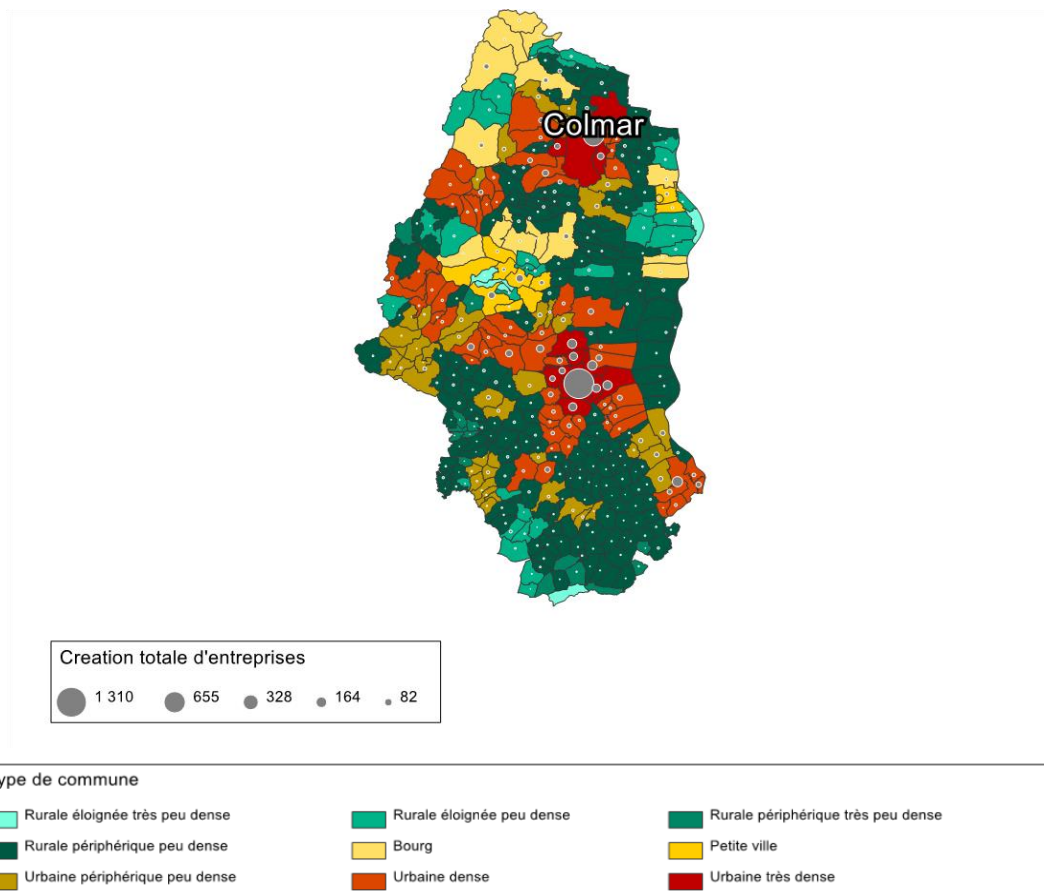 Colmar
Creation totale d'entreprises
1 310 655 328 164 82
ype de commune
Rurale éloignée très peu dense Rurale éloignée peu dense Rurale périphérique très peu dense
Rurale périphérique peu dense Bourg Petite ville
Urbaine périphérique peu dense Urbaine dense Urbaine très dense